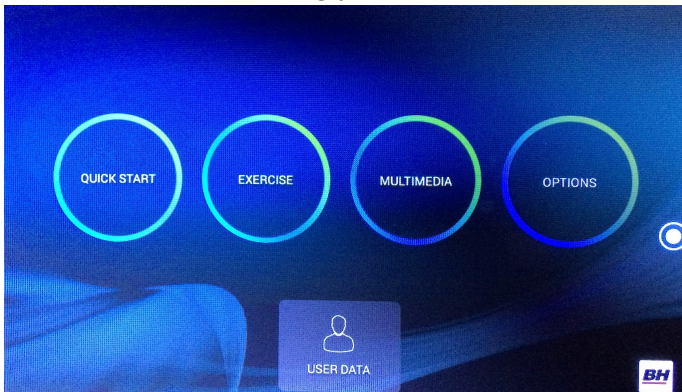 QUICK START
EXERCISE
MULTIMEDIA
OPTIONS
USER DATA
BH